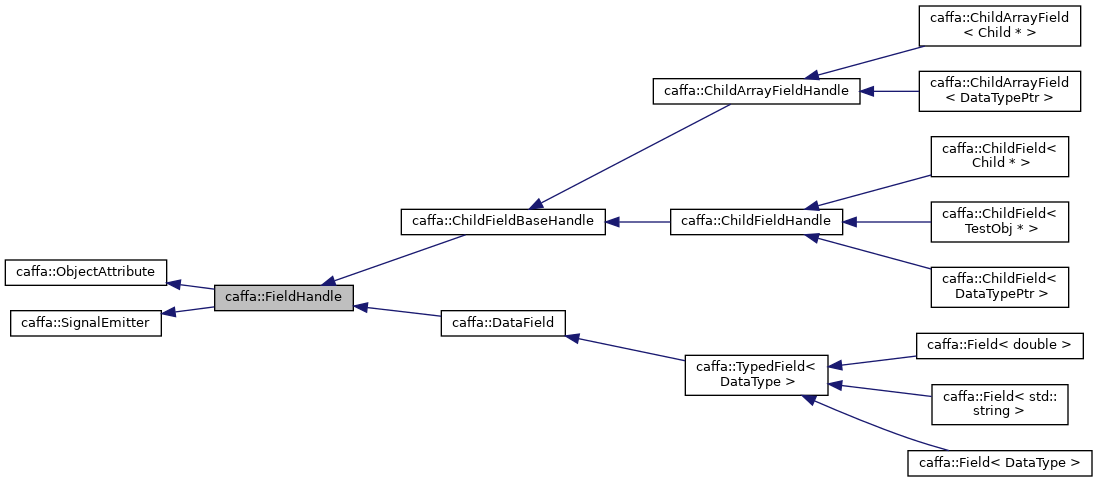 caffa::ChildArrayField
< Child * >
caffa::ChildArrayFieldHandle
caffa::ChildArrayField
< DataTypePtr >
caffa::ChildField<
Child * >
caffa::ChildFieldBaseHandle
caffa::ChildFieldHandle
caffa::ChildField<
TestObj * >
caffa::ObjectAttribute
caffa::ChildField<
DataTypePtr >
caffa::FieldHandle
caffa::SignalEmitter
caffa::DataField
caffa::Field< double >
caffa::TypedField<
DataType >
caffa::Field< std::
string >
caffa::Field< DataType >